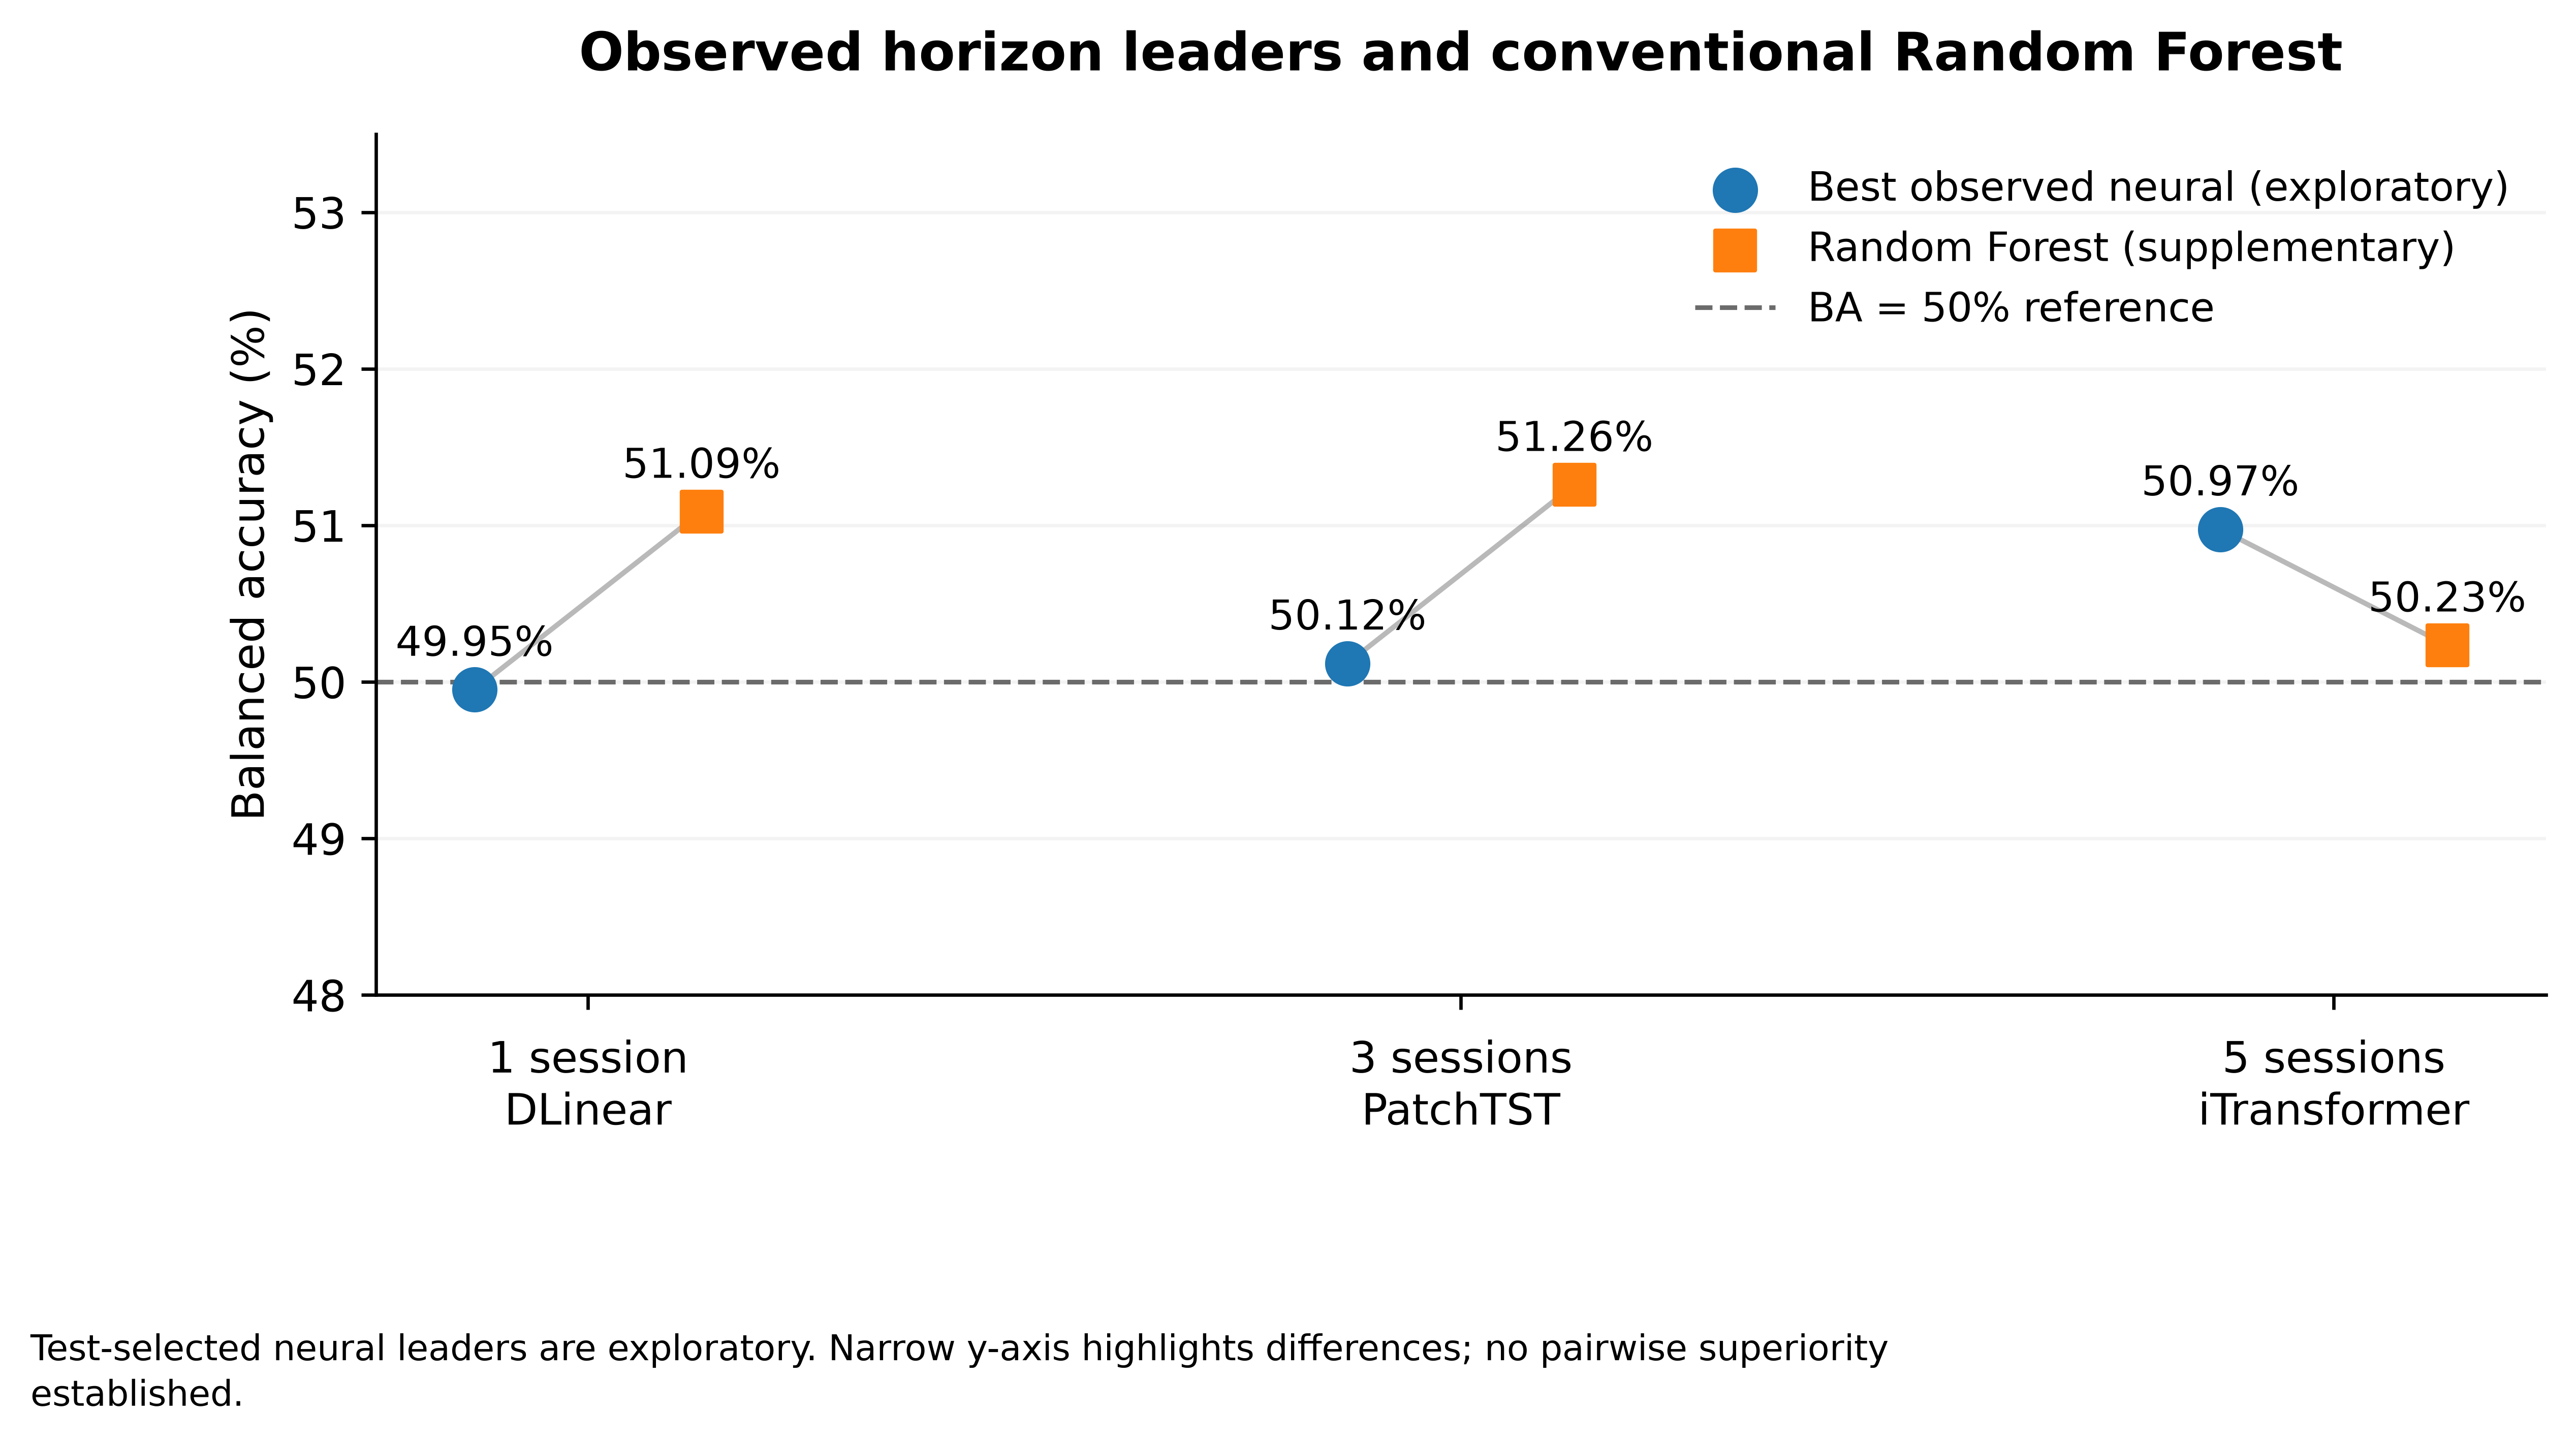 Observed horizon leaders and conventional Random Forest
Balanced accuracy (%)
53
52
51
50
49
48
Best observed neural (exploratory)
Random Forest (supplementary)
BA = 50% reference
49.95%
51.09%
50.12%
51.26%
50.97%
50.23%
1 session
DLinear
3 sessions
PatchTST
5 sessions
iTransformer
Test-selected neural leaders are exploratory. Narrow y-axis highlights differences; no pairwise superiority
established.